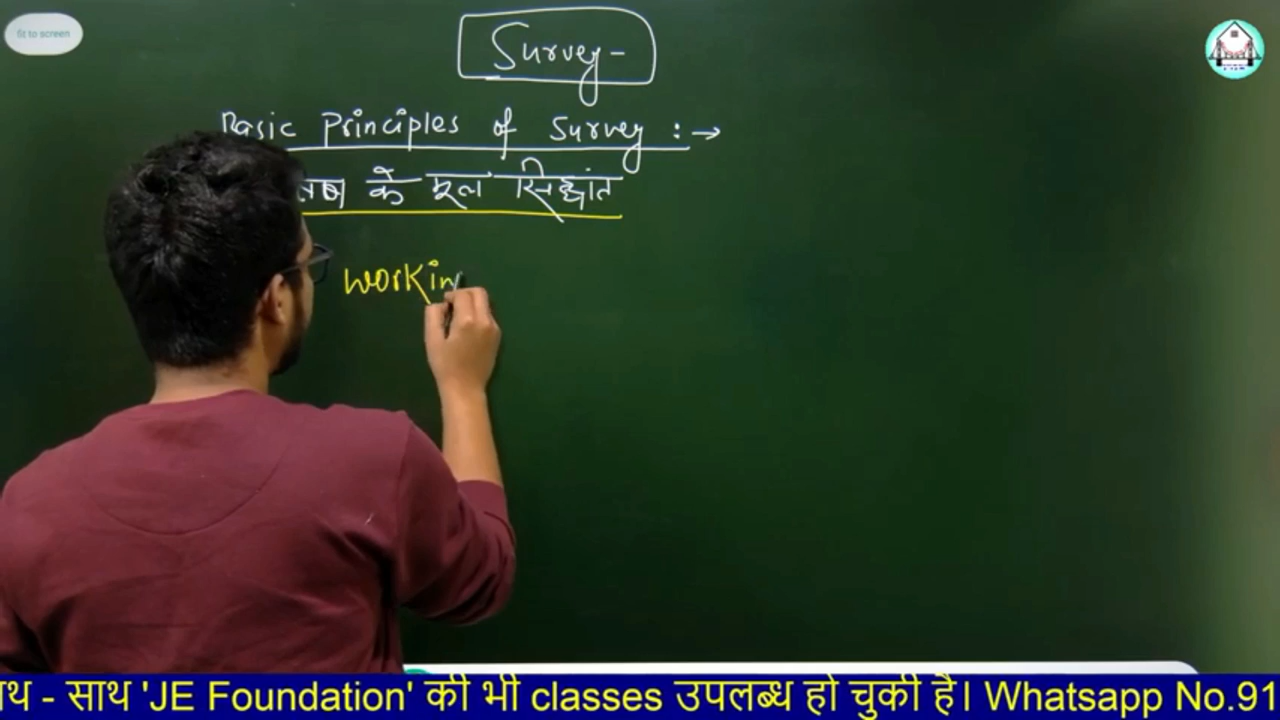 fit to screen
Survey -
Basic Principles of Survey :→
के मूल सिद्धांत
workin
साथ - साथ 'JE Foundation' की भी classes उपलब्ध हो चुकी है। Whatsapp No.91